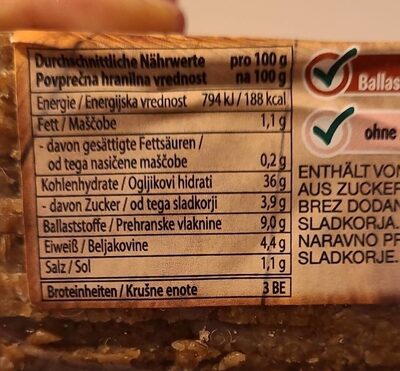 Durchschnittliche Nährwerte pro 100 g
Povprečna hranilna vrednost na 100 g
Energie / Energijska vrednost 794 kJ / 188 kcal
Fett / Maščobe 1,1 g
- davon gesättigte Fettsäuren /
od tega nasičene maščobe 0,2 g
Kohlenhydrate / Ogljikovi hidrati 36 g
- davon Zucker / od tega sladkorji 3,9 g
Ballaststoffe / Prehranske vlaknine 9,0 g
Eiweiß / Beljakovine 4,4 g
Salz / Sol 1,1 g
Broteinheiten / Krušne enote 3 BE
Ballas
ohne
ENTHÄLT VON
AUS ZUCKER
BREZ DODAN
SLADKORJA.
NARAVNO PR
SLADKORJE.